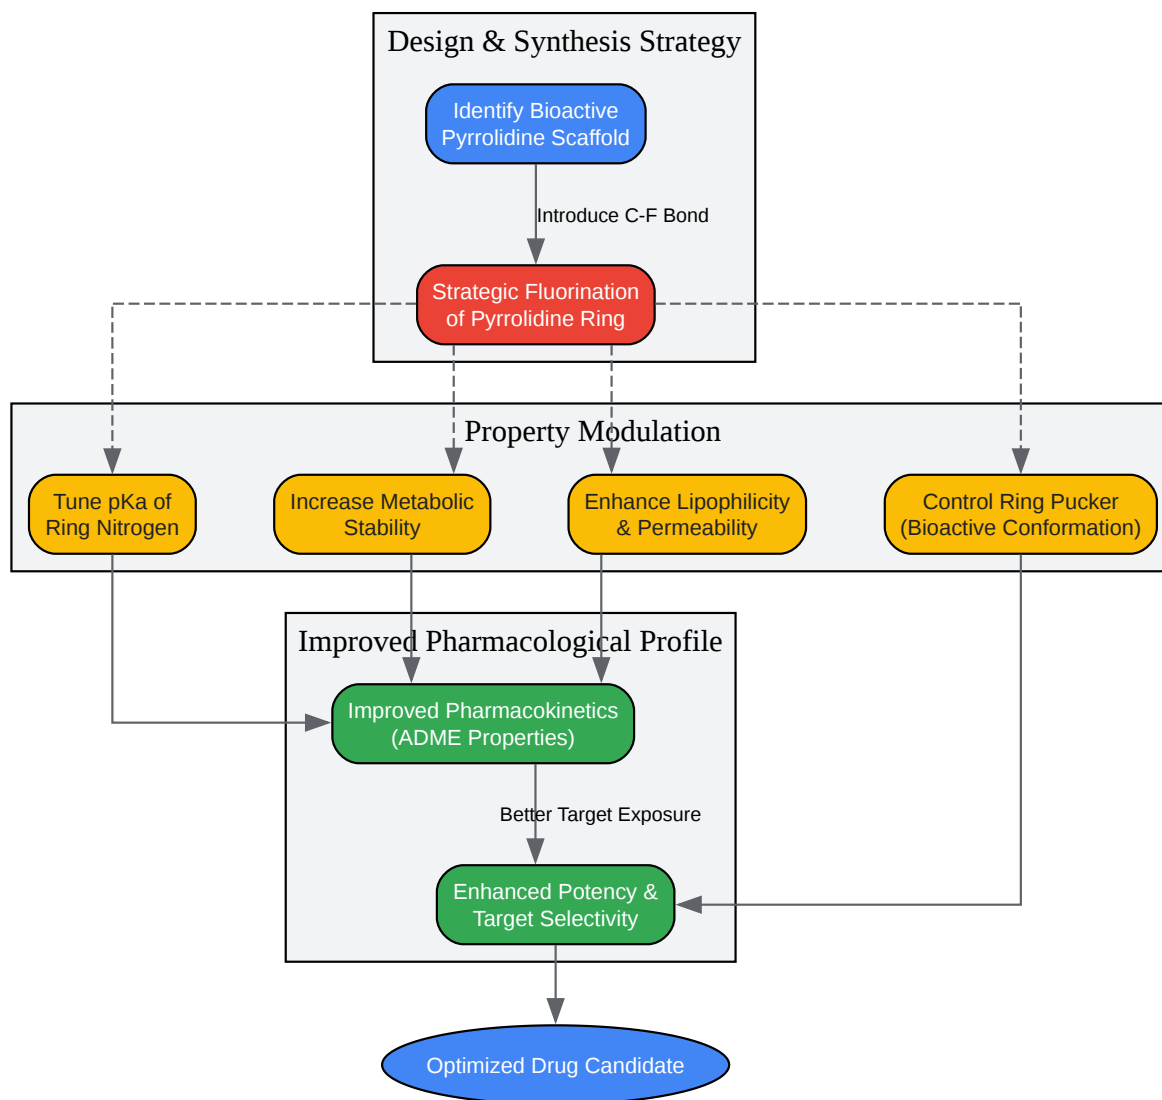 Design & Synthesis Strategy
Identify Bioactive
Pyrrolidine Scaffold
Introduce C-F Bond
Strategic Fluorination
of Pyrrolidine Ring
Property Modulation
Tune pKa of
Ring Nitrogen
Increase Metabolic
Stability
Enhance Lipophilicity
& Permeability
Control Ring Pucker
(Bioactive Conformation)
Improved Pharmacological Profile
Improved Pharmacokinetics
(ADME Properties)
Better Target Exposure
Enhanced Potency &
Target Selectivity
Optimized Drug Candidate